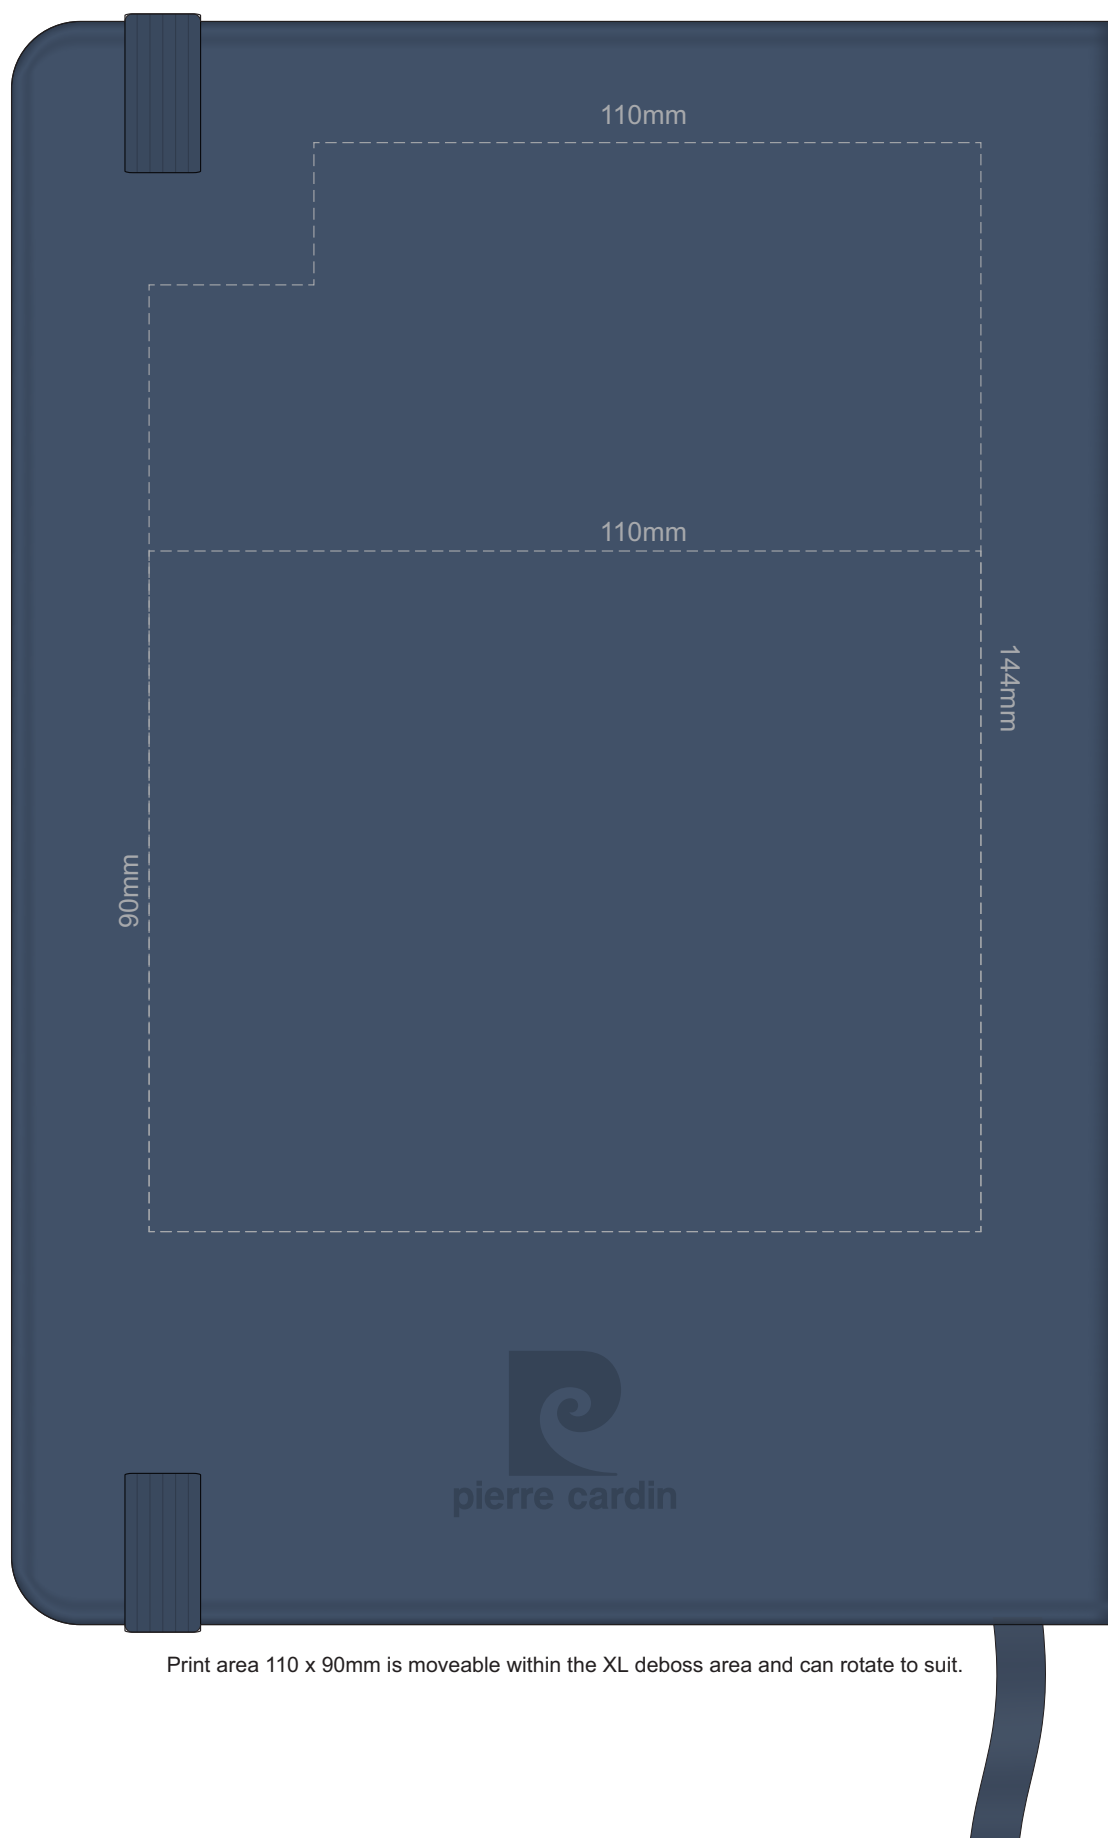 110mm
110mm
144mm
90mm
pierre cardin
Print area 110 x 90mm is moveable within the XL deboss area and can rotate to suit.